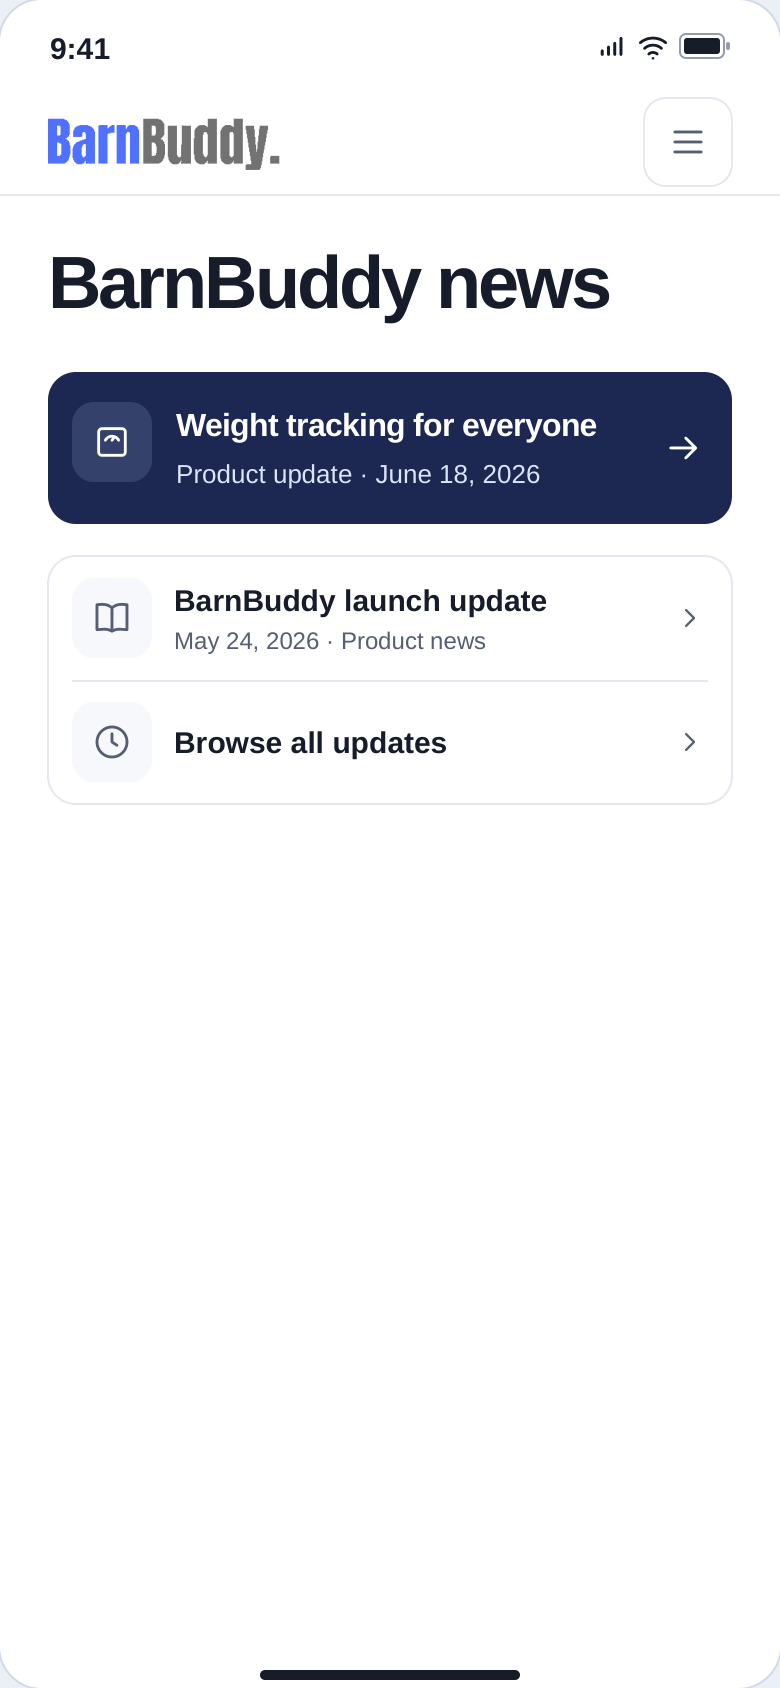 9:41
BarnBuddy.
BarnBuddy news
Weight tracking for everyone
Product update · June 18, 2026
BarnBuddy launch update
May 24, 2026 · Product news
Browse all updates